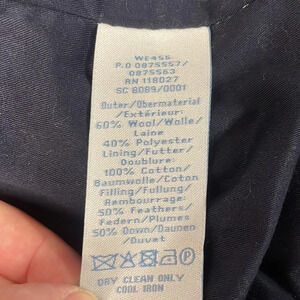 WE456
P.O 0875557/
0875563
RN 118027
SC 8089/0001
Outer/Obermaterial
/Extérieur:
60% Wool/Wolle/
Laine
40% Polyester
Lining/Futter/
Doublure:
100% Cotton/
Baumwolle/Coton
Filling/Fullung/
Rembourrage:
50% Feathers/
Federn/Plumes
50% Down/Daunen
/Duvet
DRY CLEAN ONLY
COOL IRON